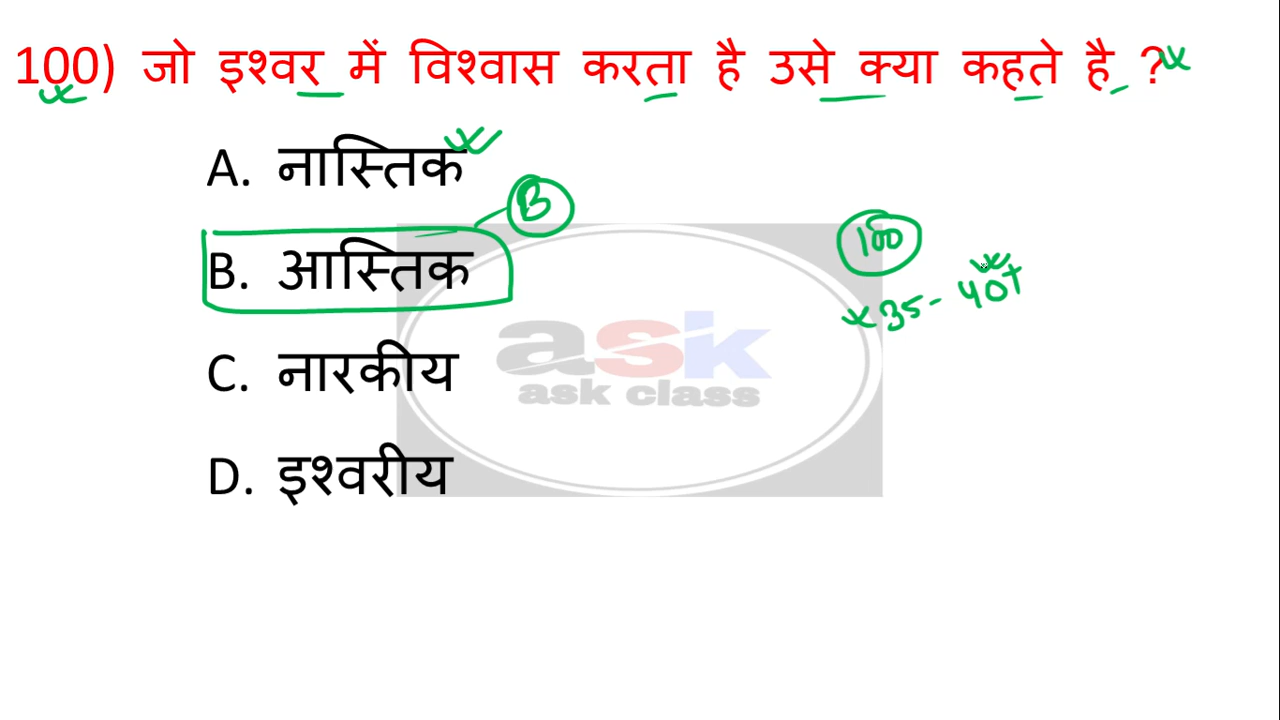 100) जो इश्वर में विश्वास करता है उसे क्या कहते है ?
A. नास्तिक
B
B. आस्तिक
100
35 - 40+
ask
ask class
C. नारकीय
D. इश्वरीय